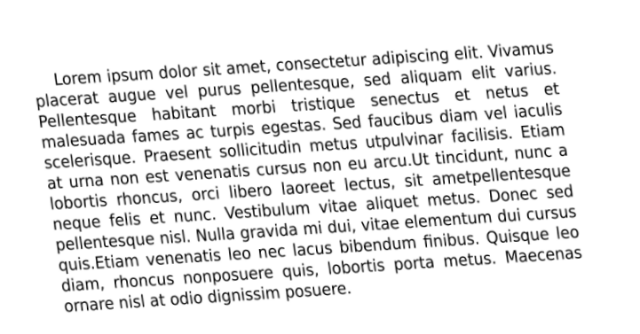 Lorem ipsum dolor sit amet, consectetur adipiscing elit. Vivamus
placerat augue vel purus pellentesque, sed aliquam elit varius.
Pellentesque habitant morbi tristique senectus et netus et
malesuada fames ac turpis egestas. Sed faucibus diam vel iaculis
scelerisque. Praesent sollicitudin metus utpulvinar facilisis. Etiam
at urna non est venenatis cursus non eu arcu.Ut tincidunt, nunc a
lobortis rhoncus, orci libero laoreet lectus, sit ametpellentesque
neque felis et nunc. Vestibulum vitae aliquet metus. Donec sed
pellentesque nisl. Nulla gravida mi dui, vitae elementum dui cursus
quis.Etiam venenatis leo nec lacus bibendum finibus. Quisque leo
diam, rhoncus nonposuere quis, lobortis porta metus. Maecenas
ornare nisl at odio dignissim posuere.